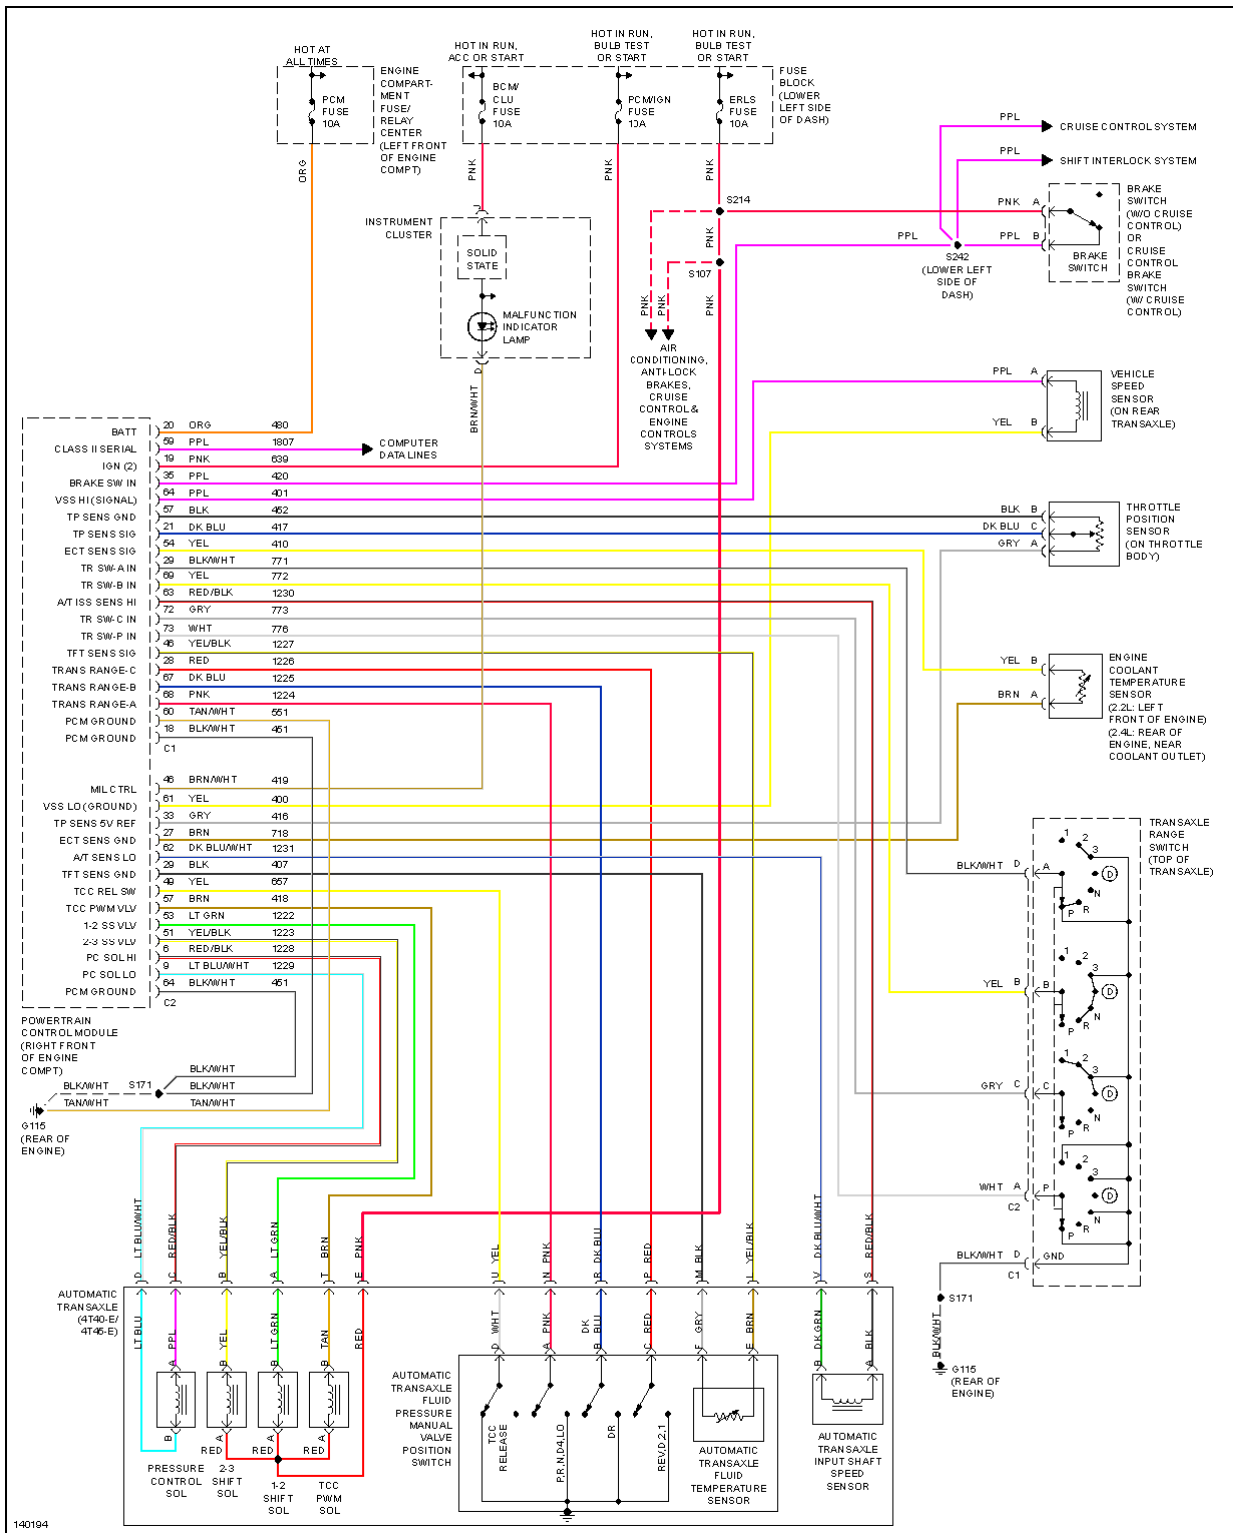 HOT AT
ALL TIMES
HOT IN RUN,
ACC OR START
HOT IN RUN,
BULB TEST
OR START
HOT IN RUN,
BULB TEST
OR START
PCM
FUSE
10A
ENGINE
COMPART-
MENT
FUSE/
RELAY
CENTER
(LEFT FRONT
OF ENGINE
COMPT)
BCM/
CLU
FUSE
10A
PCM/IGN
FUSE
10A
ERLS
FUSE
10A
FUSE
BLOCK
(LOWER
LEFT SIDE
OF DASH)
ORG
PNK
PNK
PNK
PPL
CRUISE CONTROL SYSTEM
PPL
SHIFT INTERLOCK SYSTEM
J
INSTRUMENT
CLUSTER
SOLID
STATE
MALFUNCTION
INDICATOR
LAMP
D
BRN/WHT
S214
PNK
S107
PNK
PNK
PNK
AIR
CONDITIONING,
ANTI-LOCK
BRAKES,
CRUISE
CONTROL &
ENGINE
CONTROLS
SYSTEMS
PPL
S242
(LOWER LEFT
SIDE OF
DASH)
PNK A
PPL B
BRAKE SWITCH
BRAKE
SWITCH
(W/O CRUISE
CONTROL)
OR
CRUISE
CONTROL
BRAKE
SWITCH
(W/ CRUISE
CONTROL)
PPL A
YEL B
VEHICLE
SPEED
SENSOR
(ON REAR
TRANSAXLE)
BLK B
DK BLU C
GRY A
THROTTLE
POSITION
SENSOR
(ON THROTTLE
BODY)
YEL B
BRN A
ENGINE
COOLANT
TEMPERATURE
SENSOR
(2.2L: LEFT
FRONT OF ENGINE)
(2.4L: REAR OF
ENGINE, NEAR
COOLANT OUTLET)
BATT 20 ORG 480
CLASS II SERIAL 59 PPL 1807
COMPUTER
DATA LINES
IGN (2) 19 PNK 639
BRAKE SW IN 35 PPL 420
VSS HI (SIGNAL) 64 PPL 401
TP SENS GND 57 BLK 452
TP SENS SIG 21 DK BLU 417
ECT SENS SIG 54 YEL 410
TR SW-A IN 29 BLK/WHT 771
TR SW-B IN 69 YEL 772
A/T ISS SENS HI 63 RED/BLK 1230
TR SW-C IN 72 GRY 773
TR SW-P IN 73 WHT 776
TFT SENS SIG 46 YEL/BLK 1227
TRANS RANGE-C 28 RED 1226
TRANS RANGE-B 67 DK BLU 1225
TRANS RANGE-A 68 PNK 1224
PCM GROUND 60 TAN/WHT 551
PCM GROUND 18 BLK/WHT 451
C1
MIL CTRL 46 BRN/WHT 419
VSS LO (GROUND) 61 YEL 400
TP SENS 5V REF 33 GRY 416
ECT SENS GND 27 BRN 718
A/T SENS LO 62 DK BLU/WHT 1231
TFT SENS GND 29 BLK 407
TCC REL SW 49 YEL 657
TCC PWM VLV 57 BRN 418
1-2 SS VLV 53 LT GRN 1222
2-3 SS VLV 51 YEL/BLK 1223
PC SOL HI 6 RED/BLK 1228
PC SOL LO 9 LT BLU/WHT 1229
PCM GROUND 64 BLK/WHT 451
C2
POWERTRAIN
CONTROL MODULE
(RIGHT FRONT
OF ENGINE
COMPT)
BLK/WHT
BLK/WHT S171 BLK/WHT
TAN/WHT TAN/WHT
G115
(REAR OF
ENGINE)
TRANSAXLE
RANGE
SWITCH
(TOP OF
TRANSAXLE)
BLK/WHT D A
1 2 3 D N R P
YEL B B
1 2 3 D N R P
GRY C C
1 2 3 D N R P
WHT A P
C2
1 2 3 D N R P
BLK/WHT D GND
C1
S171
BLK/WHT
G115
(REAR OF
ENGINE)
D LT BLU/WHT
C RED/BLK
B YEL/BLK
A LT GRN
T BRN
E PNK
U YEL
N PNK
R DK BLU
P RED
M BLK
L YEL/BLK
V DK BLU/WHT
S RED/BLK
AUTOMATIC
TRANSAXLE
(4T40-E/
4T45-E)
LT BLU
A PPL
B YEL
B LT GRN
B TAN
RED
D WHT
A PNK
B DK BLU
C RED
F GRY
E BRN
B DK GRN
A BLK
B
RED A
RED A
RED A
PRESSURE
CONTROL
SOL
2-3
SHIFT
SOL
1-2
SHIFT
SOL
TCC
PWM
SOL
AUTOMATIC
TRANSAXLE
FLUID
PRESSURE
MANUAL
VALVE
POSITION
SWITCH
TCC
RELEASE
P,R,N,D4,LO
DR
REV,D,2,1
AUTOMATIC
TRANSAXLE
FLUID
TEMPERATURE
SENSOR
AUTOMATIC
TRANSAXLE
INPUT SHAFT
SPEED
SENSOR
140194